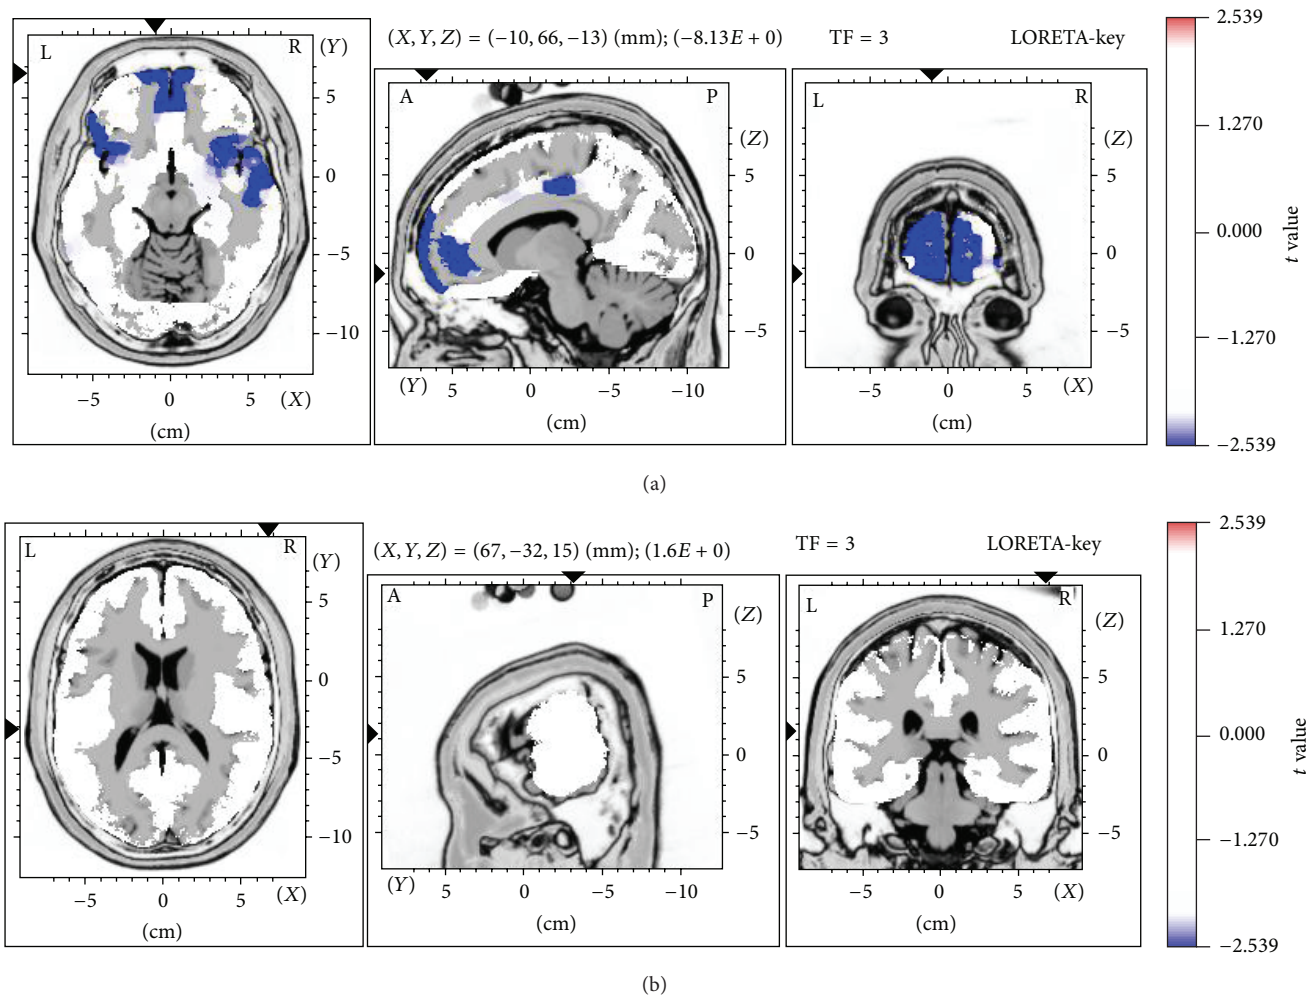 (X, Y, Z) = (−10, 66, −13) (mm); (−8.13E + 0) TF = 3 LORETA-key
L R (Y)
5
0
−5
−10
−5 0 5 (X)
(cm)
A P (Z)
5
0
−5
(Y) 5 0 −5 −10
(cm)
L R (Z)
5
0
−5
−5 0 5 (X)
(cm)
2.539
1.270
0.000
−1.270
−2.539
t value
(a)
(X, Y, Z) = (67, −32, 15) (mm); (1.6E + 0) TF = 3 LORETA-key
L R (Y)
5
0
−5
−10
−5 0 5 (X)
(cm)
A P (Z)
5
0
−5
(Y) 5 0 −5 −10
(cm)
L R (Z)
5
0
−5
−5 0 5 (X)
(cm)
2.539
1.270
0.000
−1.270
−2.539
t value
(b)